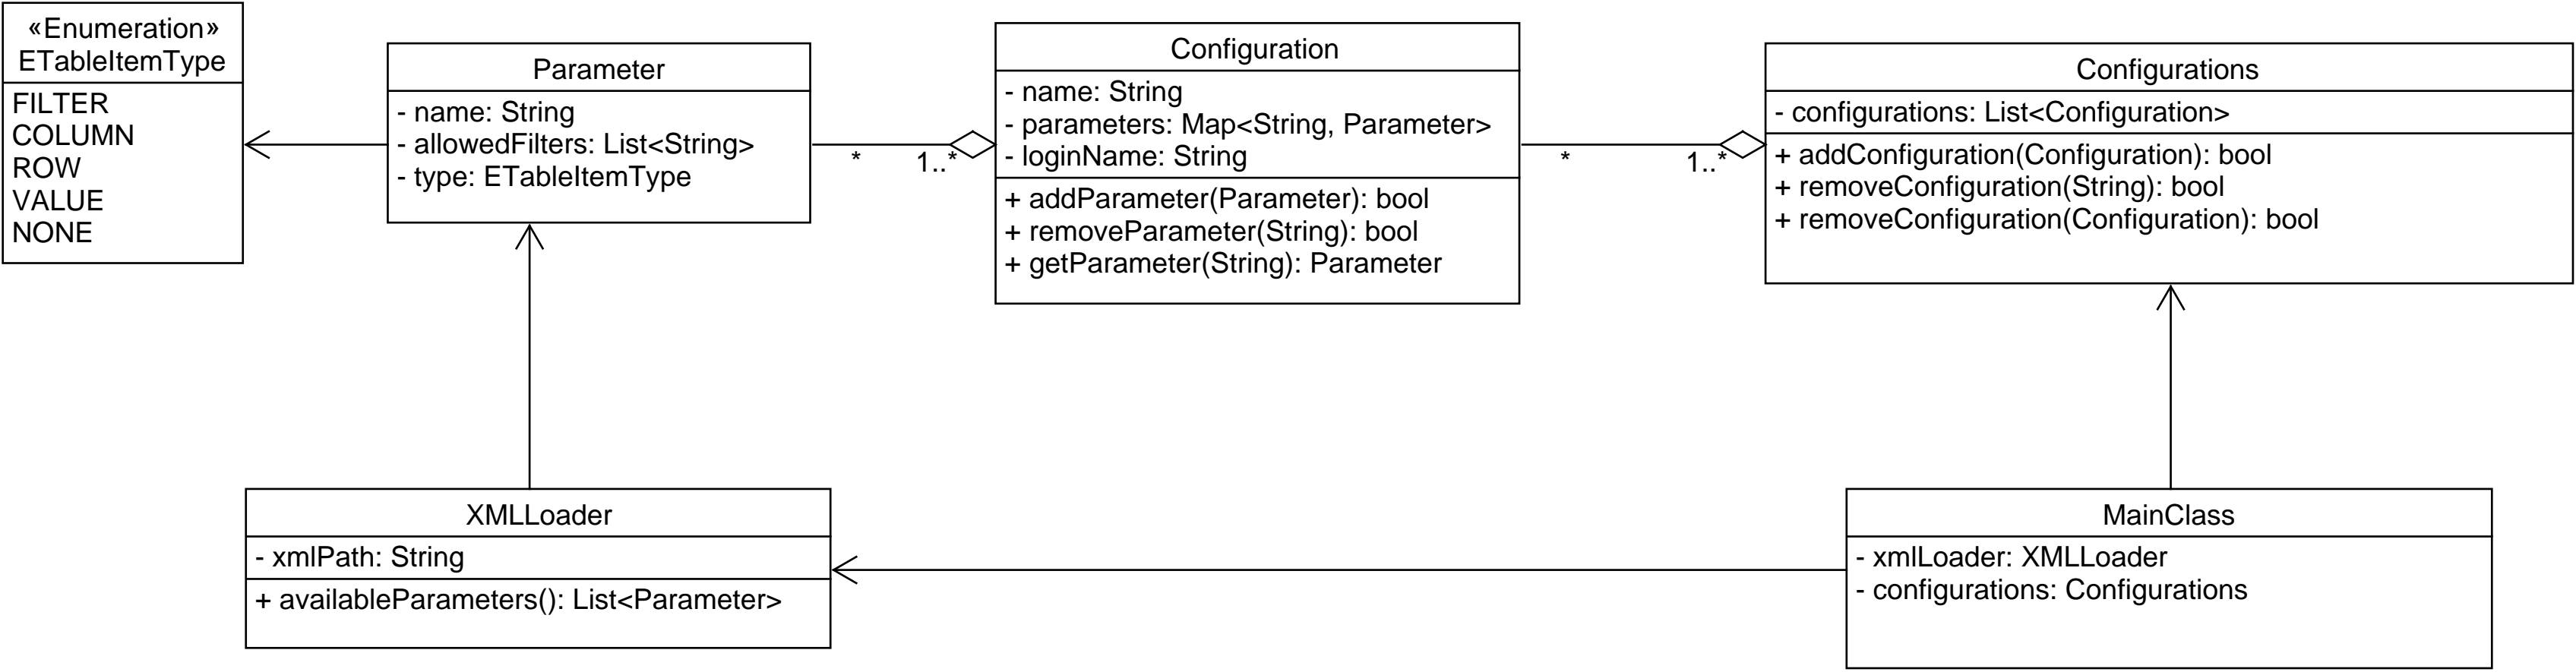 «Enumeration»
ETableItemType
FILTER
COLUMN
ROW
VALUE
NONE
Parameter
- name: String
- allowedFilters: List<String>
- type: ETableItemType
* 1..*
Configuration
- name: String
- parameters: Map<String, Parameter>
- loginName: String
+ addParameter(Parameter): bool
+ removeParameter(String): bool
+ getParameter(String): Parameter
* 1..*
Configurations
- configurations: List<Configuration>
+ addConfiguration(Configuration): bool
+ removeConfiguration(String): bool
+ removeConfiguration(Configuration): bool
XMLLoader
- xmlPath: String
+ availableParameters(): List<Parameter>
MainClass
- xmlLoader: XMLLoader
- configurations: Configurations